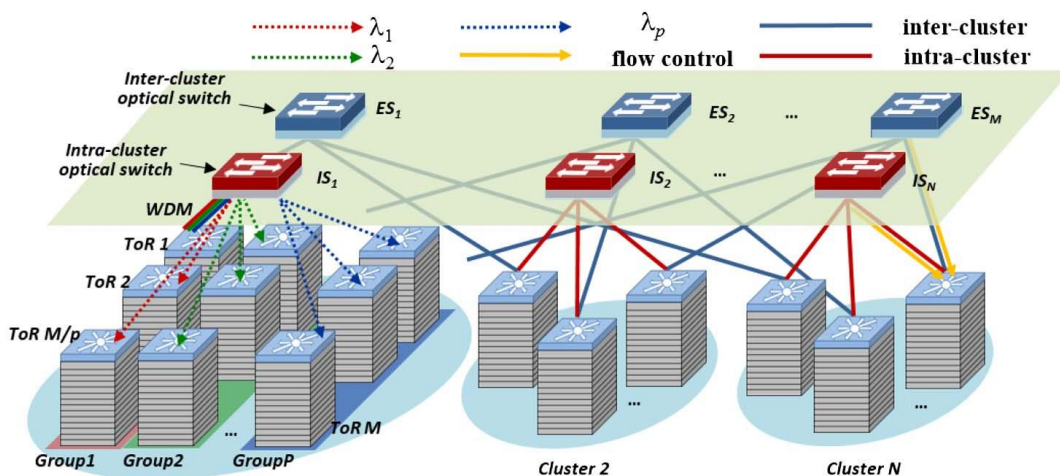 λ1
λp
inter-cluster
λ2
flow control
intra-cluster
Inter-cluster
optical switch
ES1
ES2
...
ESM
Intra-cluster
optical switch
IS1
IS2
...
ISN
WDM
ToR 1
ToR 2
ToR M/p
ToR M
...
...
...
Group1
Group2
GroupP
Cluster 2
Cluster N